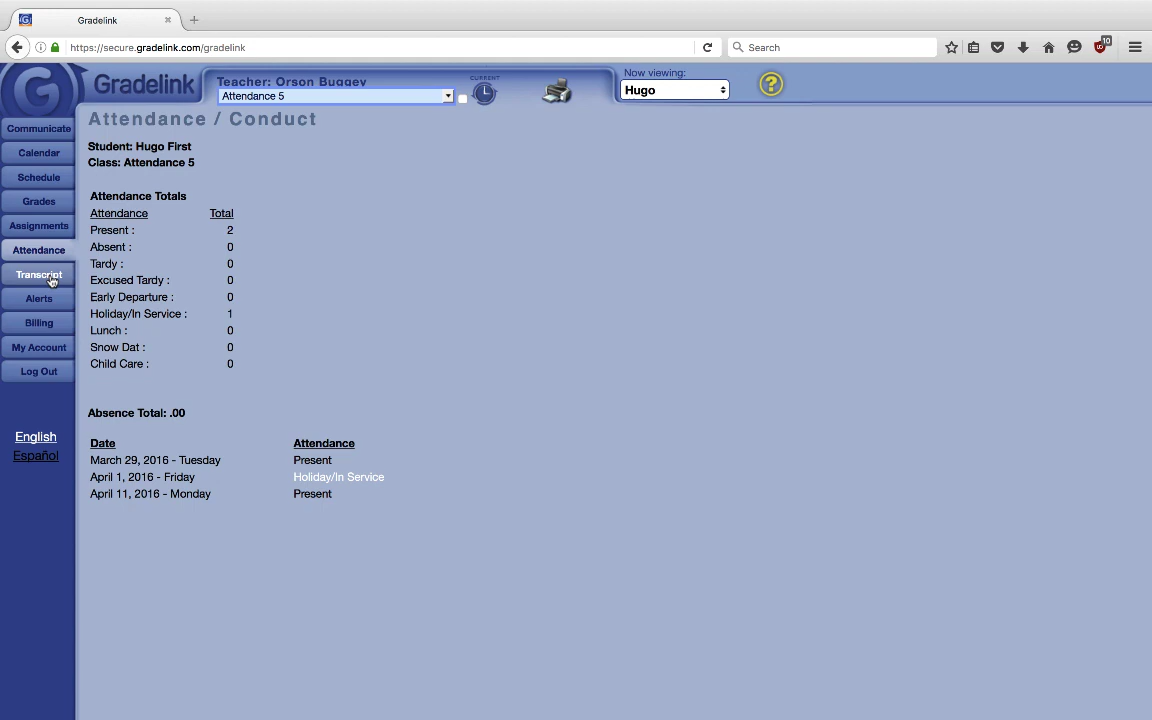 Gradelink
https://secure.gradelink.com/gradelink
Search
10
Gradelink
Teacher: Orson Buggey
Attendance 5
CURRENT
Now viewing:
Hugo
?
Communicate
Calendar
Schedule
Grades
Assignments
Attendance
Transcript
Alerts
Billing
My Account
Log Out
English
Español
Attendance / Conduct
Student: Hugo First
Class: Attendance 5
Attendance Totals
Attendance Total
Present : 2
Absent : 0
Tardy : 0
Excused Tardy : 0
Early Departure : 0
Holiday/In Service : 1
Lunch : 0
Snow Dat : 0
Child Care : 0
Absence Total: .00
Date Attendance
March 29, 2016 - Tuesday Present
April 1, 2016 - Friday Holiday/In Service
April 11, 2016 - Monday Present